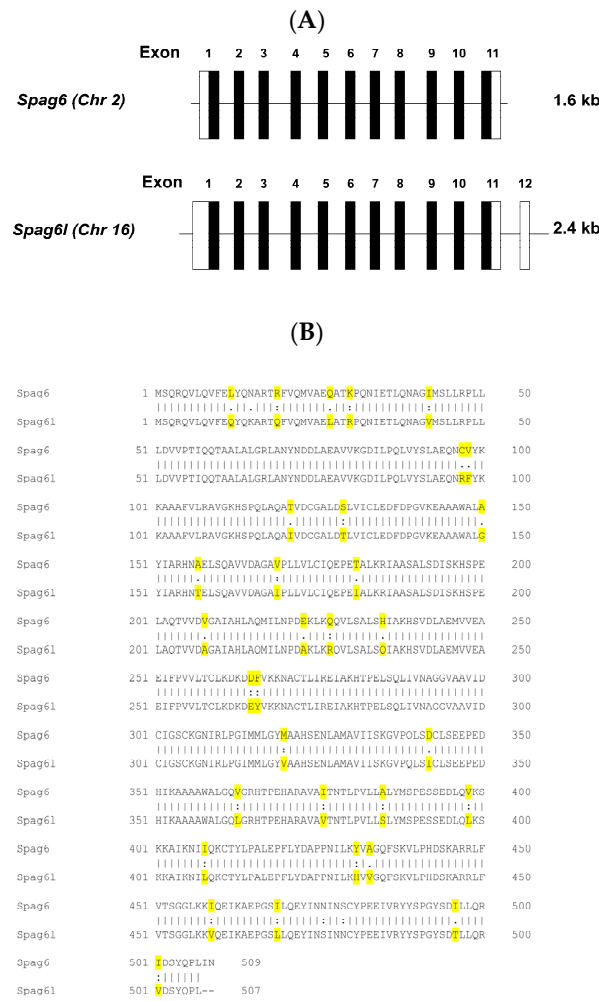 (A)
Exon 1 2 3 4 5 6 7 8 9 10 11
Spag6 (Chr 2) 1.6 kb
Exon 1 2 3 4 5 6 7 8 9 10 11 12
Spag6l (Chr 16) 2.4 kb
(B)
Spag6 1 MSQRQVLQVFELYQNARTRFVQMVAEQATKPQNIETLQNAGIMSLLRPLL 50
Spag6l 1 MSQRQVLQVFEQYQKARTQFVQMVAELATRPQNIETLQNAGVMSLLRPLL 50
Spag6 51 LDVVPTIQQTAALALGRLANYNDDLAEAVVKGDILPQLVYSLAEQNCVYK 100
Spag6l 51 LDVVPTIQQTAALALGRLANYNDDLAEAVVKGDILPQLVYSLAEQNRFYK 100
Spag6 101 KAAAFVLRAVGKHSPQLAQATVDCGALDSLVICLEDFDPGVKEAAAWALA 150
Spag6l 101 KAAAFVLRAVGKHSPQLAQAIVDCGALDTLVICLEDFDPGVKEAAAWALG 150
Spag6 151 YIARHNAELSQAVVDAGAVPLLVLCIQEPETALKRIAASALSDISKHSPE 200
Spag6l 151 YIARHNTELSQAVVDAGAIPLLVLCIQEPEIALKRIAASALSDISKHSPE 200
Spag6 201 LAQTVVDVGAIAHLAQMILNPDEKLKQQVLSALSHIAKHSVDLAEMVVEA 250
Spag6l 201 LAQTVVDAGAIAHLAQMILNPDAKLKRQVLSALSQIAKHSVDLAEMVVEA 250
Spag6 251 EIFPVVLTCLKDKDDFVKKNACTLIREIAKHTPELSQLIVNAGGVAAVID 300
Spag6l 251 EIFPVVLTCLKDKDEYVKKNACTLIREIAKHTPELSQLIVNAGGVAAVID 300
Spag6 301 CIGSCKGNIRLPGIMMLGYMAAHSENLAMAVIISKGVPQLSDCLSEEPED 350
Spag6l 301 CIGSCKGNIRLPGIMMLGYVAAHSENLAMAVIISKGVPQLSICLSEEPED 350
Spag6 351 HIKAAAAWALGQVGRHTPEHARAVAITNTLPVLLALYMSPESSEDLQVKS 400
Spag6l 351 HIKAAAAWALGQLGRHTPEHARAVAVTNTLPVLLSLYMSPESSEDLQLKS 400
Spag6 401 KKAIKNIIQKCTYLPALEPFLYDAPPNILKYVAGQFSKVLPHDSKARRLF 450
Spag6l 401 KKAIKNILQKCTYLPALEPFLYDAPPNILKHVVGQFSKVLPHDSKARRLF 450
Spag6 451 VTSGGLKKIQEIKAEPGSILQEYINNINNCYPEEIVRYYSPGYSDILLQR 500
Spag6l 451 VTSGGLKKVQEIKAEPGSLLQEYINSINNCYPEEIVRYYSPGYSDTLLQR 500
Spag6 501 IDSYQPLIN 509
Spag6l 501 VDSYQPL-- 507